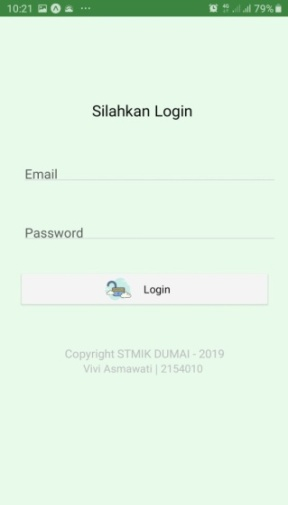 10:21 79%
Silahkan Login
Email
Password
Login
Copyright STMIK DUMAI - 2019
Vivi Asmawati | 2154010